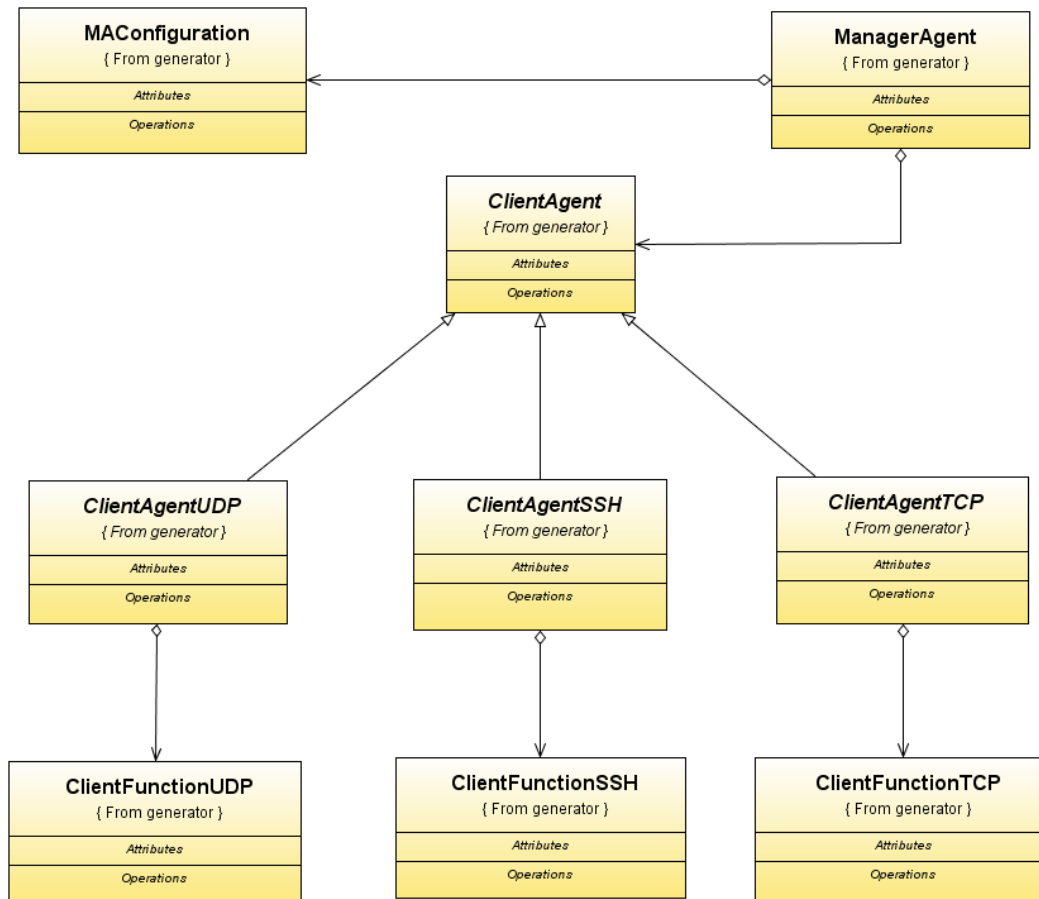 MAConfiguration
{ From generator }
Attributes
Operations
ManagerAgent
{ From generator }
Attributes
Operations
ClientAgent
{ From generator }
Attributes
Operations
ClientAgentUDP
{ From generator }
Attributes
Operations
ClientAgentSSH
{ From generator }
Attributes
Operations
ClientAgentTCP
{ From generator }
Attributes
Operations
ClientFunctionUDP
{ From generator }
Attributes
Operations
ClientFunctionSSH
{ From generator }
Attributes
Operations
ClientFunctionTCP
{ From generator }
Attributes
Operations